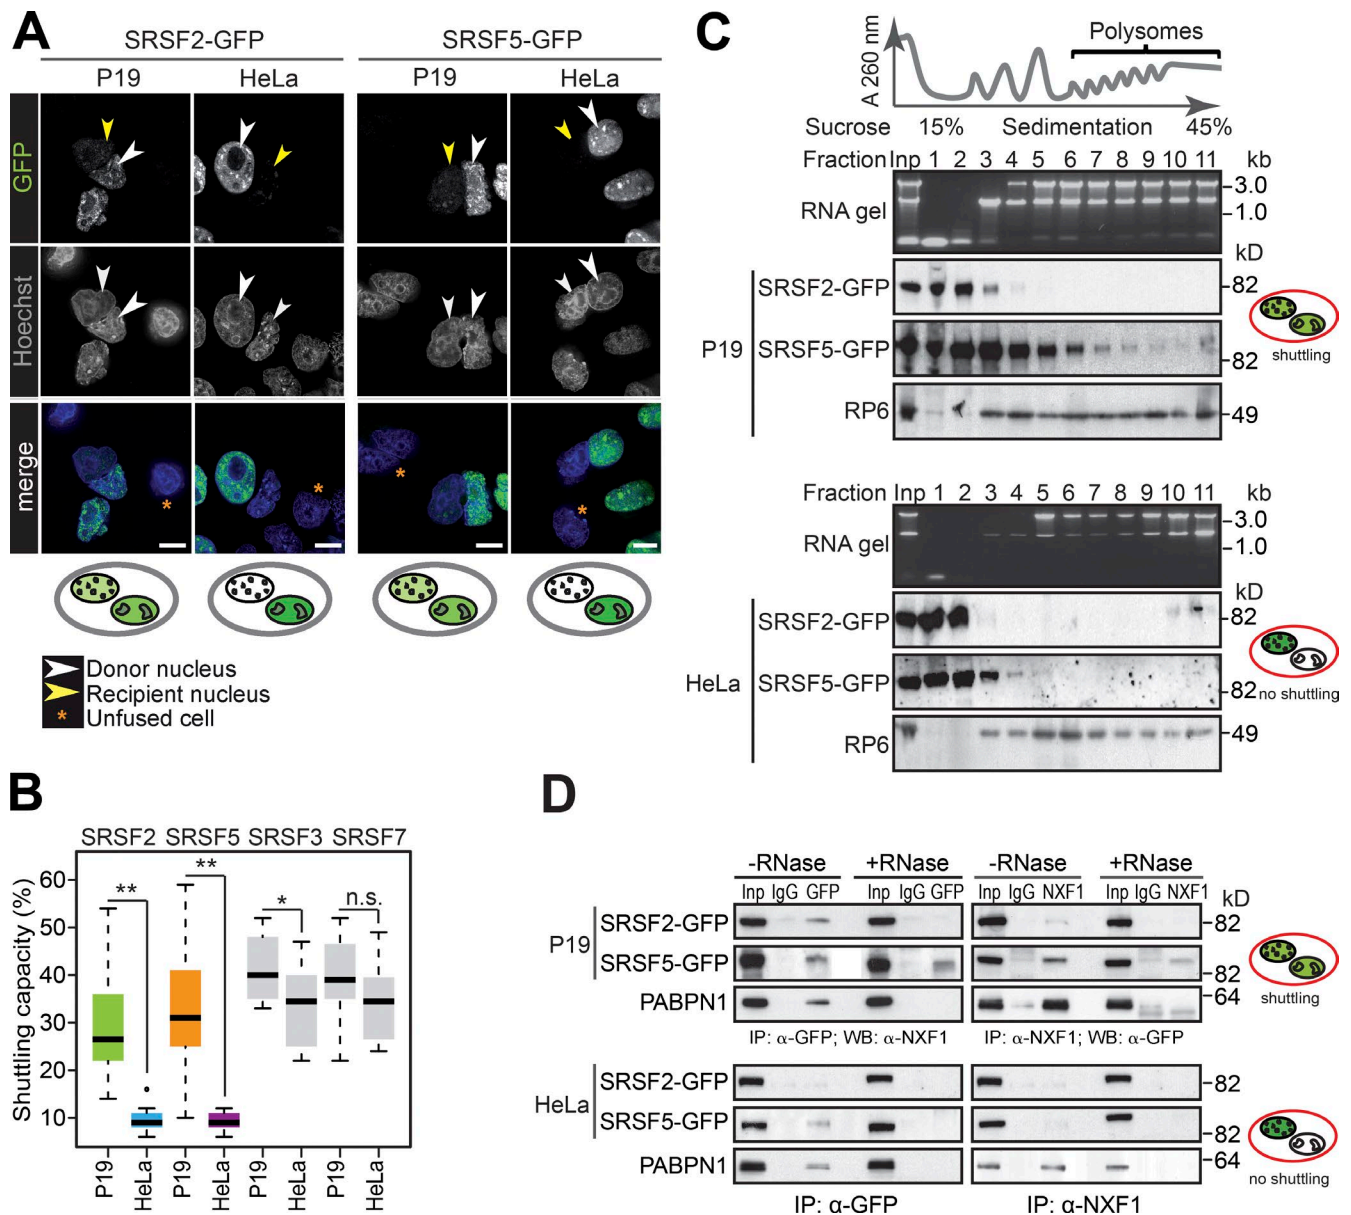 A
SRSF2-GFP SRSF5-GFP
P19 HeLa P19 HeLa
GFP
Hoechst
merge
* * * *
Donor nucleus
Recipient nucleus
* Unfused cell
B
SRSF2 SRSF5 SRSF3 SRSF7
** ** * n.s.
Shuttling capacity (%)
60
50
40
30
20
10
P19 HeLa P19 HeLa P19 HeLa P19 HeLa
C
A 260 nm
Polysomes
Sucrose 15% Sedimentation 45%
Fraction Inp 1 2 3 4 5 6 7 8 9 10 11 kb
RNA gel -3.0
-1.0
kD
P19
SRSF2-GFP -82
SRSF5-GFP -82
RP6 -49
shuttling
Fraction Inp 1 2 3 4 5 6 7 8 9 10 11 kb
RNA gel -3.0
-1.0
kD
HeLa
SRSF2-GFP -82
SRSF5-GFP -82
RP6 -49
no shuttling
D
-RNase +RNase -RNase +RNase
Inp IgG GFP Inp IgG GFP Inp IgG NXF1 Inp IgG NXF1 kD
P19
SRSF2-GFP -82
SRSF5-GFP -82
PABPN1 -64
IP: α-GFP; WB: α-NXF1 IP: α-NXF1; WB: α-GFP
shuttling
HeLa
SRSF2-GFP -82
SRSF5-GFP -82
PABPN1 -64
IP: α-GFP IP: α-NXF1
no shuttling